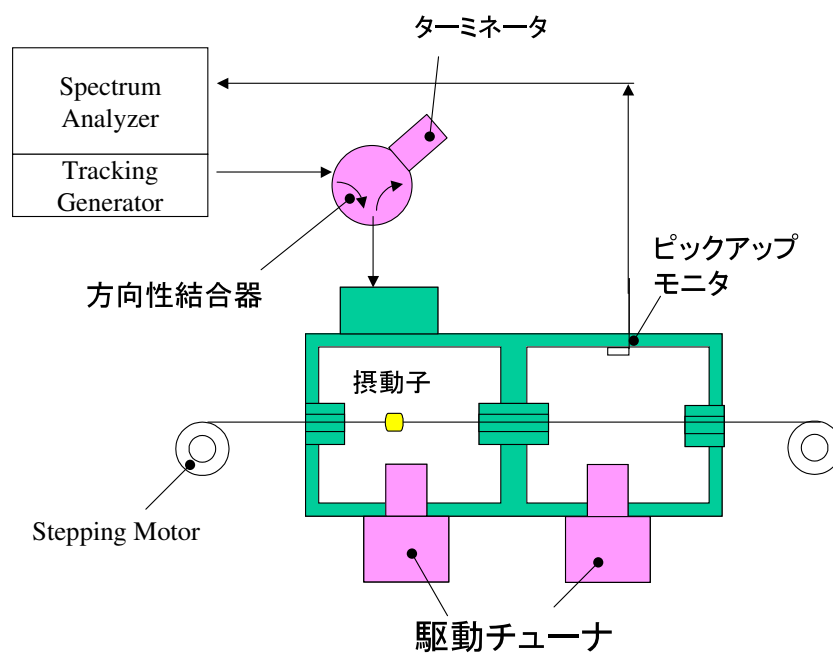 ターミネータ
Spectrum
Analyzer
Tracking
Generator
方向性結合器
ピックアップ
モニタ
摂動子
Stepping Motor
駆動チューナ